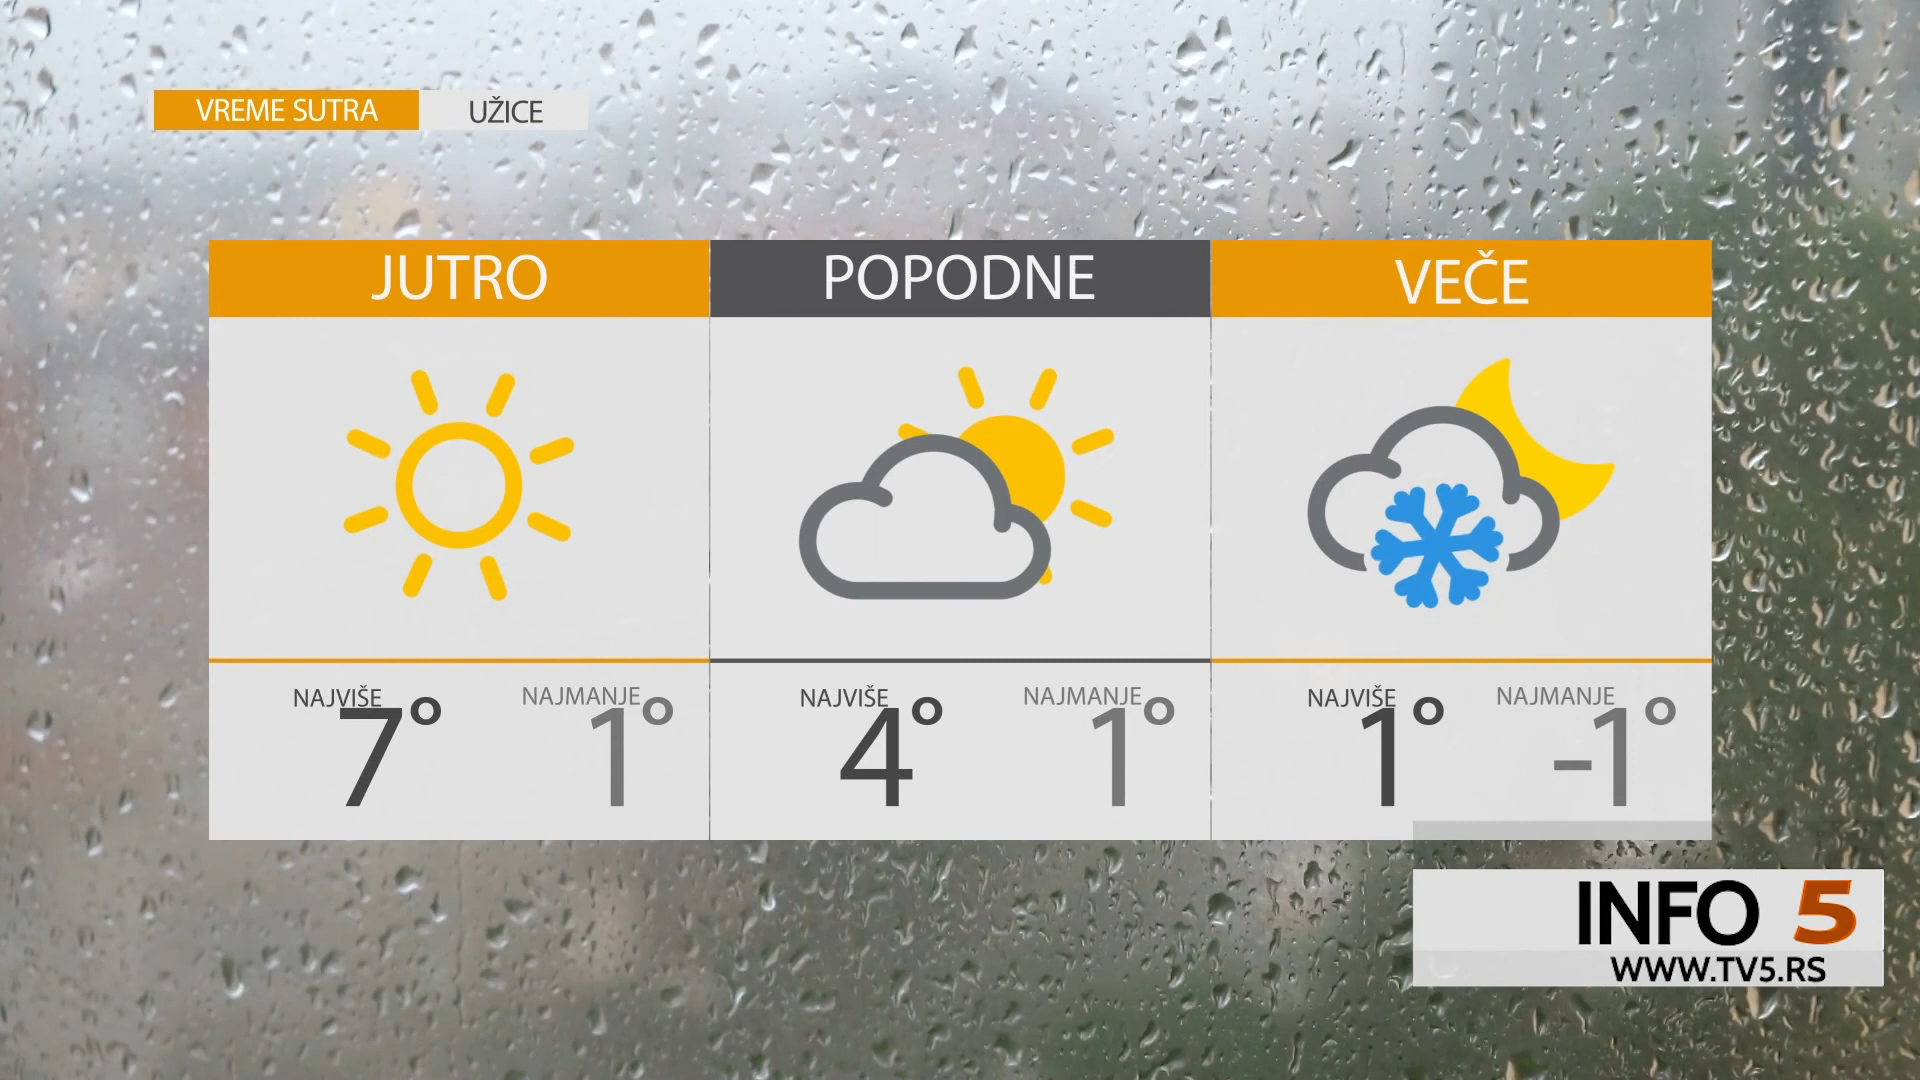 VREME SUTRA UŽICE
JUTRO POPODNE VEČE
NAJVIŠE NAJMANJE NAJVIŠE NAJMANJE NAJVIŠE NAJMANJE
7° 1° 4° 1° 1° -1°
INFO 5
WWW.TV5.RS